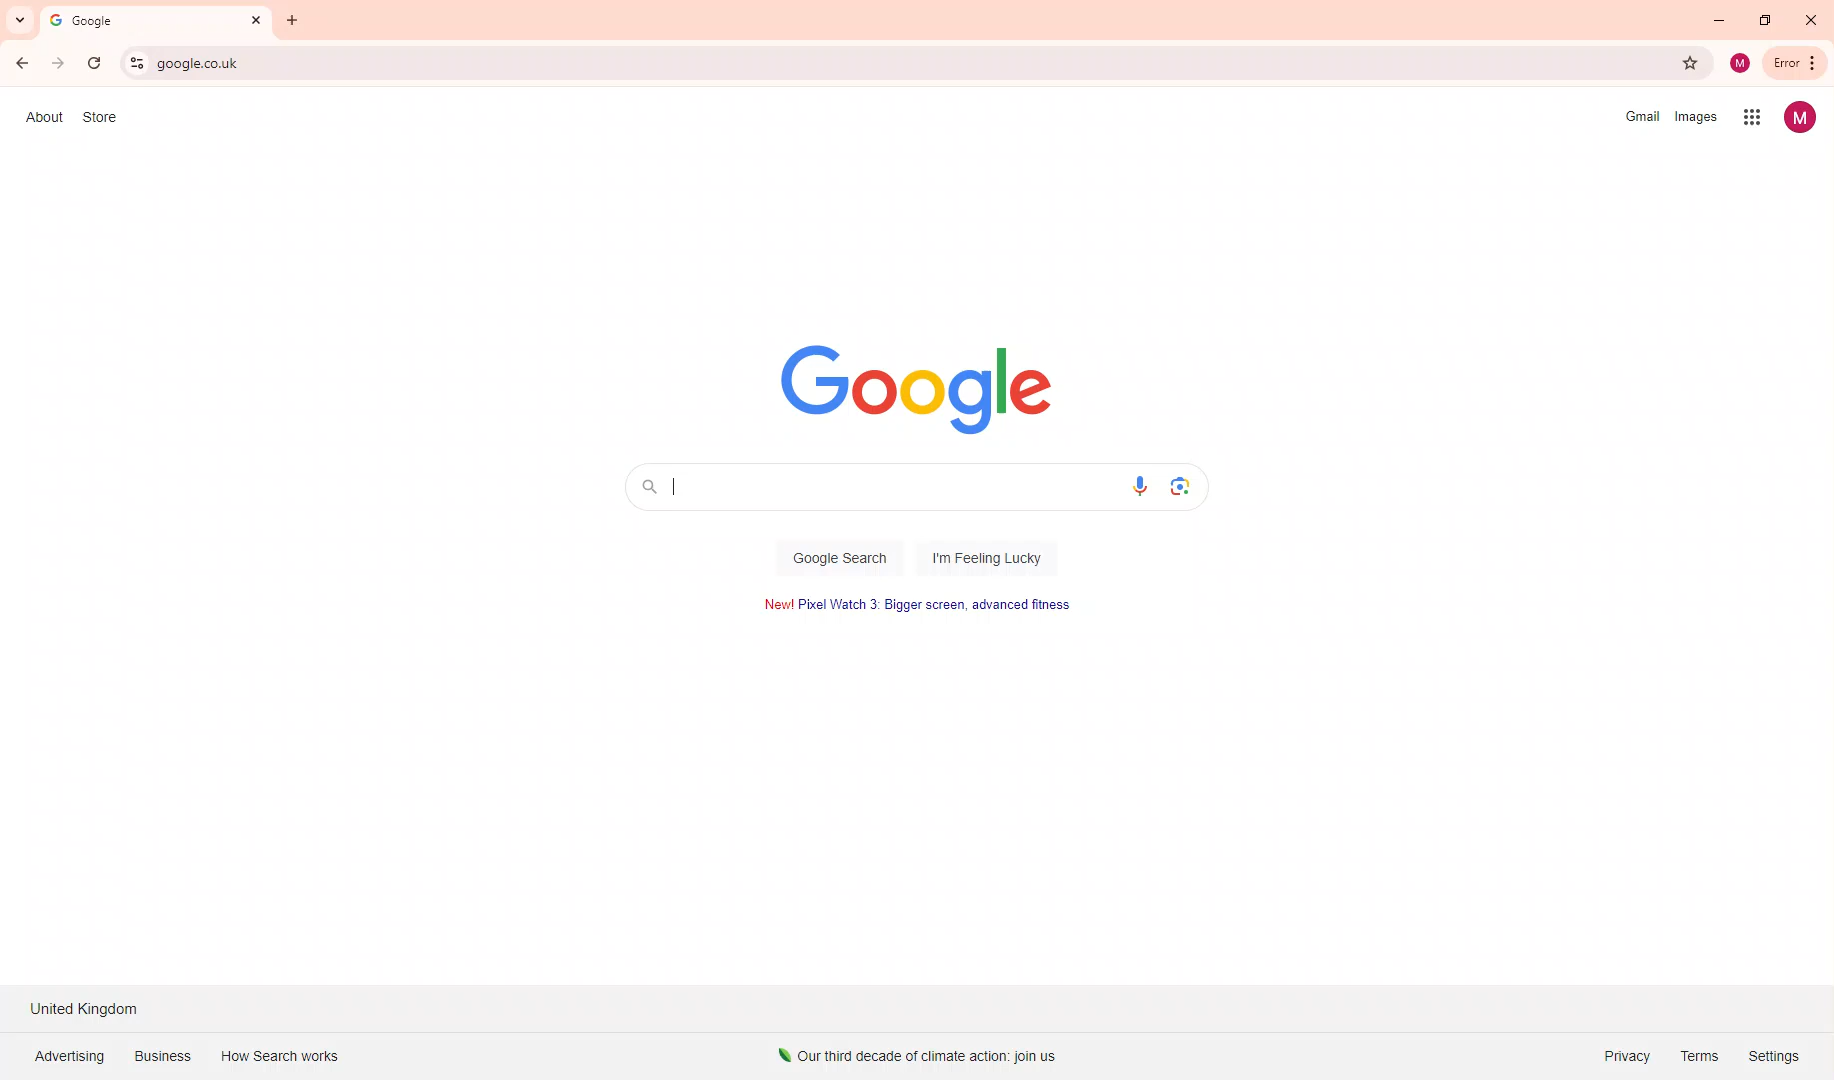 Google
google.co.uk
M
Error
About Store
Gmail Images
M
Google
Google Search I'm Feeling Lucky
New! Pixel Watch 3: Bigger screen, advanced fitness
United Kingdom
Advertising Business How Search works
Our third decade of climate action: join us
Privacy Terms Settings